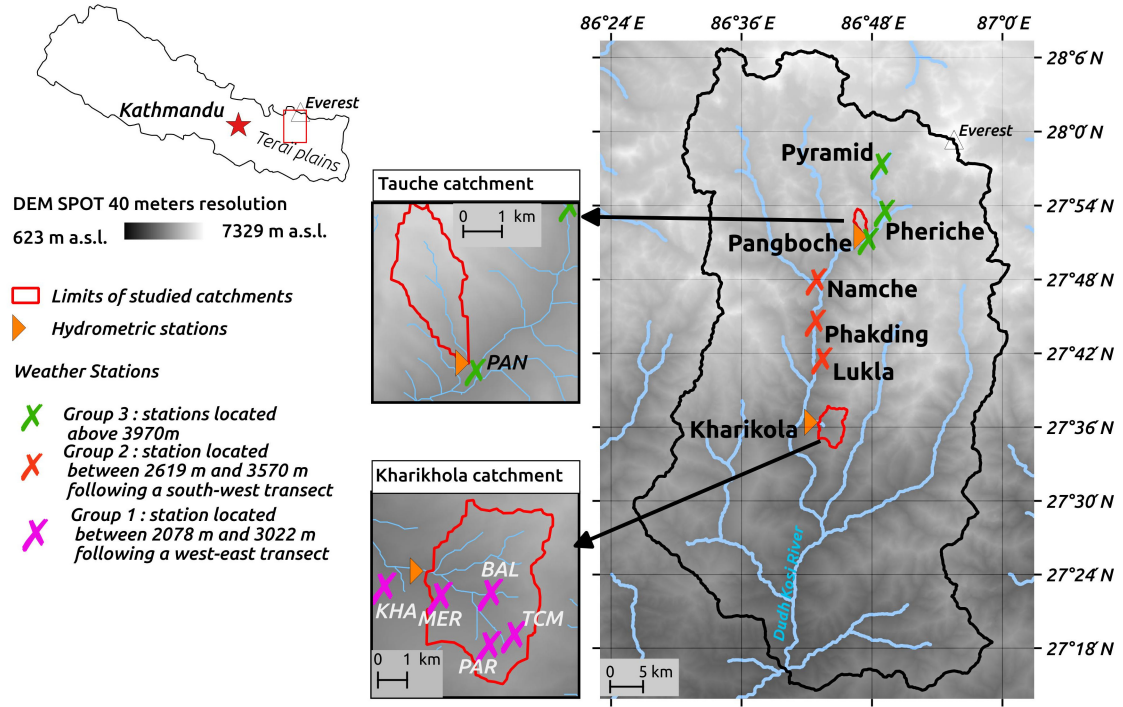 Kathmandu
Everest
Terai plains
DEM SPOT 40 meters resolution
623 m a.s.l.
7329 m a.s.l.
Limits of studied catchments
Hydrometric stations
Weather Stations
Group 3 : stations located
above 3970m
Group 2 : station located
between 2619 m and 3570 m
following a south-west transect
Group 1 : station located
between 2078 m and 3022 m
following a west-east transect
Tauche catchment
0 1 km
PAN
Kharikhola catchment
BAL
KHA
MER
TCM
PAR
0 1 km
86°24′ E
86°36′ E
86°48′ E
87°0′ E
28°6′ N
28°0′ N
27°54′ N
27°48′ N
27°42′ N
27°36′ N
27°30′ N
27°24′ N
27°18′ N
Everest
Pyramid
Pheriche
Pangboche
Namche
Phakding
Lukla
Kharikola
Dudh Kosi River
0 5 km